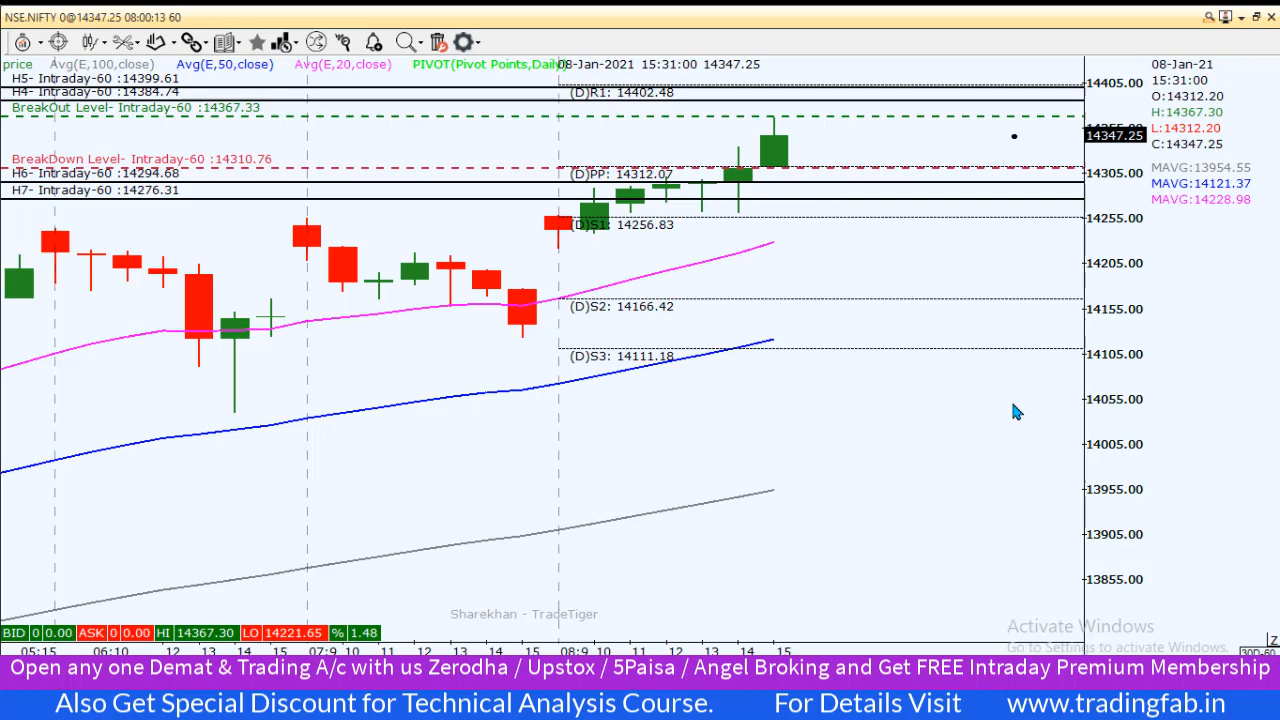 NSE.NIFTY 0@14347.25 08:00:13 60
price Avg(E,100,close) Avg(E,50,close) Avg(E,20,close) PIVOT(Pivot Points,Daily) 08-Jan-2021 15:31:00 14347.25
H5- Intraday-60 :14399.61
H4- Intraday-60 :14384.74
(D)R1: 14402.48
BreakOut Level- Intraday-60 :14367.33
BreakDown Level- Intraday-60 :14310.76
H6- Intraday-60 :14294.68
(D)PP: 14312.07
H7- Intraday-60 :14276.31
(D)S1: 14256.83
(D)S2: 14166.42
(D)S3: 14111.18
14405.00
14347.25
14305.00
14255.00
14205.00
14155.00
14105.00
14055.00
14005.00
13955.00
13905.00
13855.00
08-Jan-21
15:31:00
O:14312.20
H:14367.30
L:14312.20
C:14347.25
MAVG:13954.55
MAVG:14121.37
MAVG:14228.98
Sharekhan - TradeTiger
Activate Windows
Go to Settings to activate Windows.
BID 0 0.00 ASK 0 0.00 HI 14367.30 LO 14221.65 % 1.48
05:15 06:10 12 13 14 15 07:9 10 11 12 13 14 15 08:9 10 11 12 13 14 15 30D-60
Z
Open any one Demat & Trading A/c with us Zerodha / Upstox / 5Paisa / Angel Broking and Get FREE Intraday Premium Membership
Also Get Special Discount for Technical Analysis Course. For Details Visit www.tradingfab.in